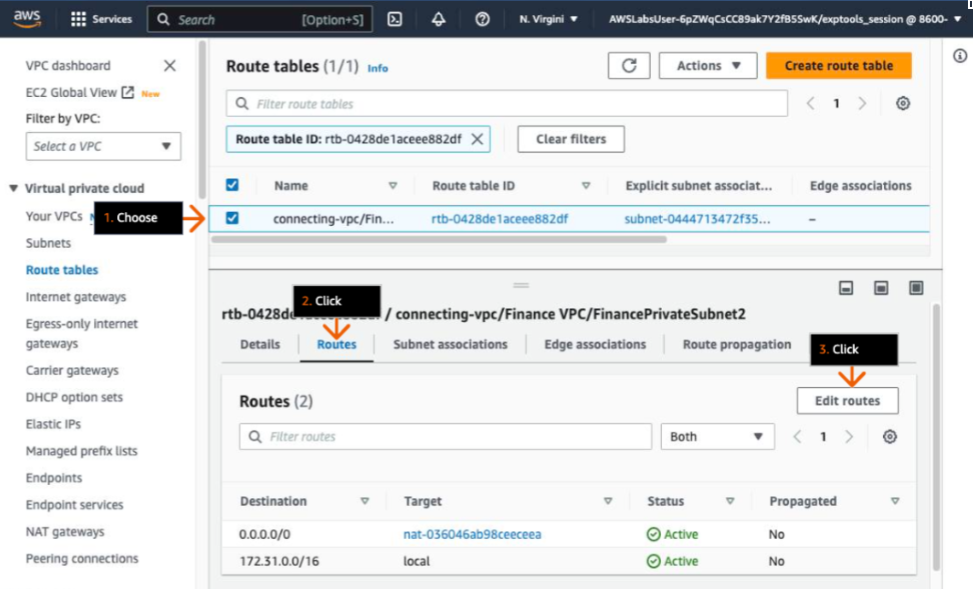 aws Services Search [Option+S] N. Virgini AWSLabsUser-6pZWqCsCC89ak7Y2fB5SwK/exptools_session @ 8600-
VPC dashboard
EC2 Global View New
Filter by VPC:
Select a VPC
Virtual private cloud
Your VPCs
Subnets
Route tables
Internet gateways
Egress-only internet
gateways
Carrier gateways
DHCP option sets
Elastic IPs
Managed prefix lists
Endpoints
Endpoint services
NAT gateways
Peering connections
1. Choose
Route tables (1/1) Info Actions Create route table
Filter route tables 1
Route table ID: rtb-0428de1aceee882df Clear filters
Name Route table ID Explicit subnet associat... Edge associations
connecting-vpc/Fin... rtb-0428de1aceee882df subnet-0444713472f35... –
2. Click
/ connecting-vpc/Finance VPC/FinancePrivateSubnet2
Details Routes Subnet associations Edge associations Route propagation
3. Click
Routes (2) Edit routes
Filter routes Both 1
Destination Target Status Propagated
0.0.0.0/0 nat-036046ab98ceeceea Active No
172.31.0.0/16 local Active No